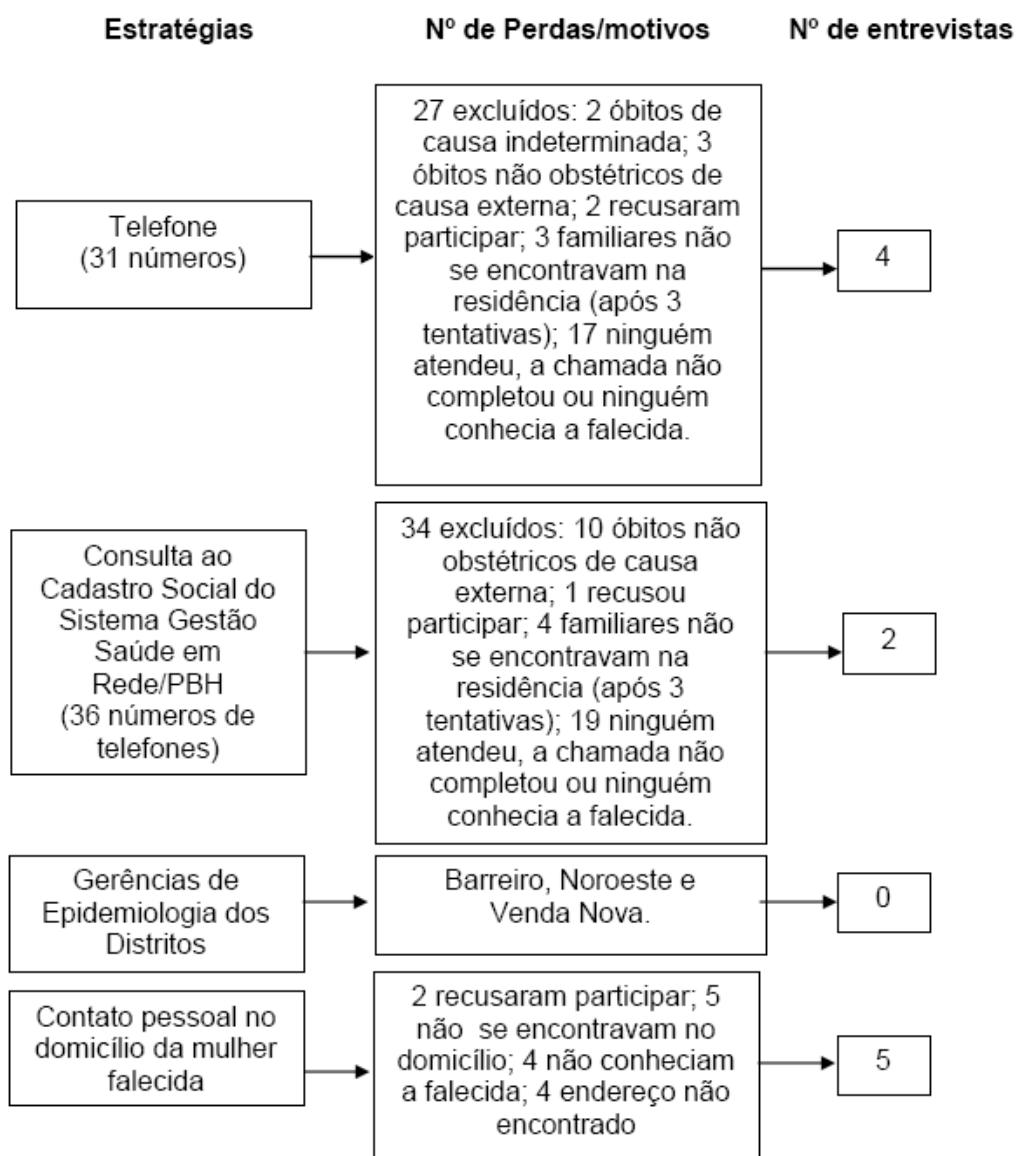 Estratégias
Nº de Perdas/motivos
Nº de entrevistas
Telefone
(31 números)
27 excluídos: 2 óbitos de
causa indeterminada; 3
óbitos não obstétricos de
causa externa; 2 recusaram
participar; 3 familiares não
se encontravam na
residência (após 3
tentativas); 17 ninguém
atendeu, a chamada não
completou ou ninguém
conhecia a falecida.
4
Consulta ao
Cadastro Social do
Sistema Gestão
Saúde em
Rede/PBH
(36 números de
telefones)
34 excluídos: 10 óbitos não
obstétricos de causa
externa; 1 recusou
participar; 4 familiares não
se encontravam na
residência (após 3
tentativas); 19 ninguém
atendeu, a chamada não
completou ou ninguém
conhecia a falecida.
2
Gerências de
Epidemiologia dos
Distritos
Barreiro, Noroeste e
Venda Nova.
0
Contato pessoal no
domicílio da mulher
falecida
2 recusaram participar; 5
não se encontravam no
domicílio; 4 não conheciam
a falecida; 4 endereço não
encontrado
5